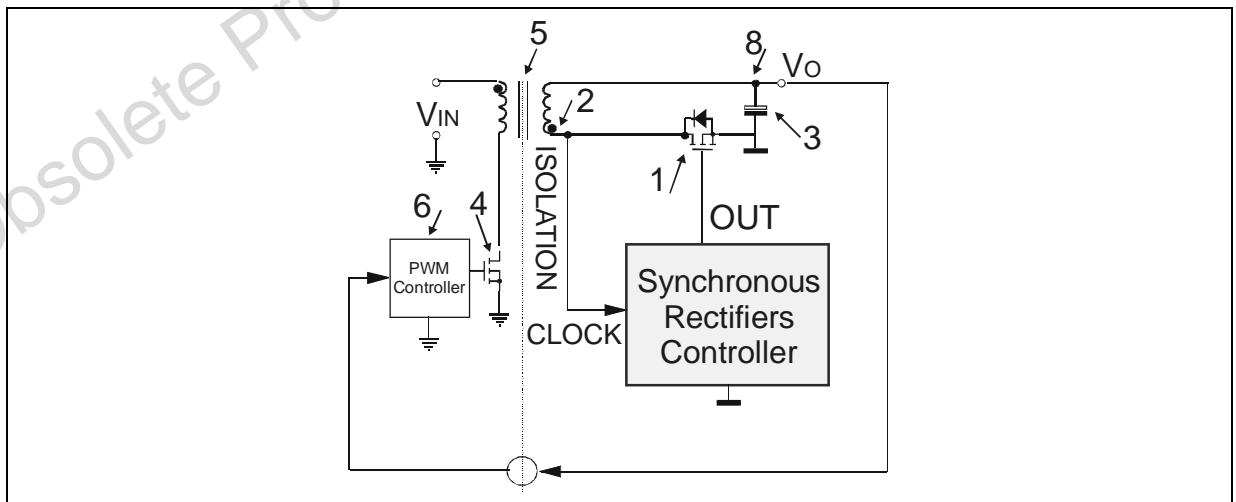 Obsolete Pro
5
8
VO
VIN
2
3
1
ISOLATION
6
4
OUT
PWM
Controller
Synchronous
Rectifiers
Controller
CLOCK